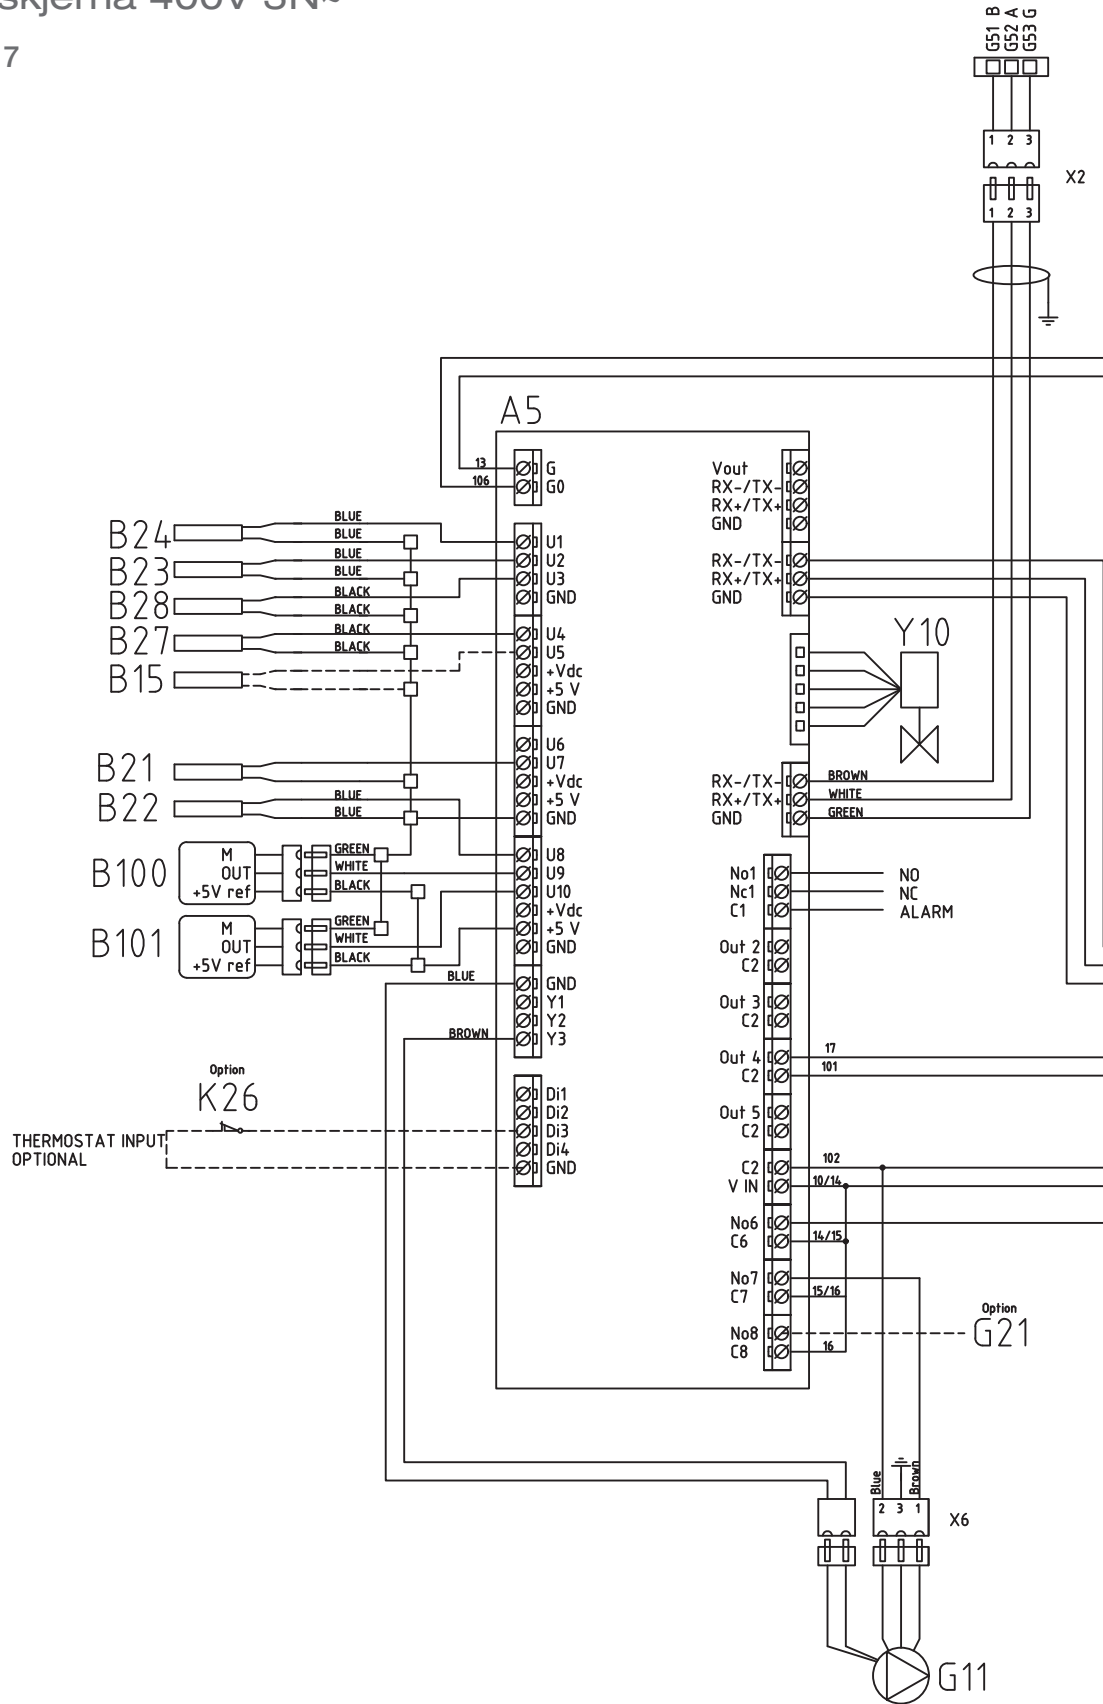 skjema 400V 3N~
7
G51 B
G52 A
G53 G
1 2 3
X2
1 2 3
A5
13
G
106
G0
Vout
RX-/TX-
RX+/TX+
GND
B24
BLUE
BLUE
U1
B23
BLUE
BLUE
U2
U3
B28
BLACK
BLACK
GND
RX-/TX-
RX+/TX+
GND
B27
BLACK
BLACK
U4
U5
B15
+Vdc
+5 V
GND
Y10
B21
U6
U7
+Vdc
B22
BLUE
BLUE
+5 V
GND
RX-/TX-
BROWN
RX+/TX+
WHITE
GND
GREEN
B100
M
OUT
+5V ref
GREEN
WHITE
BLACK
U8
U9
U10
+Vdc
No1
NO
Nc1
NC
C1
ALARM
B101
M
OUT
+5V ref
GREEN
WHITE
BLACK
+5 V
GND
Out 2
C2
BLUE
GND
Y1
Y2
BROWN
Y3
Out 3
C2
Out 4
17
C2
101
Option
K26
THERMOSTAT INPUT
OPTIONAL
Di1
Di2
Di3
Di4
GND
Out 5
C2
C2
102
V IN
10/14
No6
C6
14/15
No7
C7
15/16
No8
C8
16
Option
G21
Blue
Brown
2 3 1
X6
G11